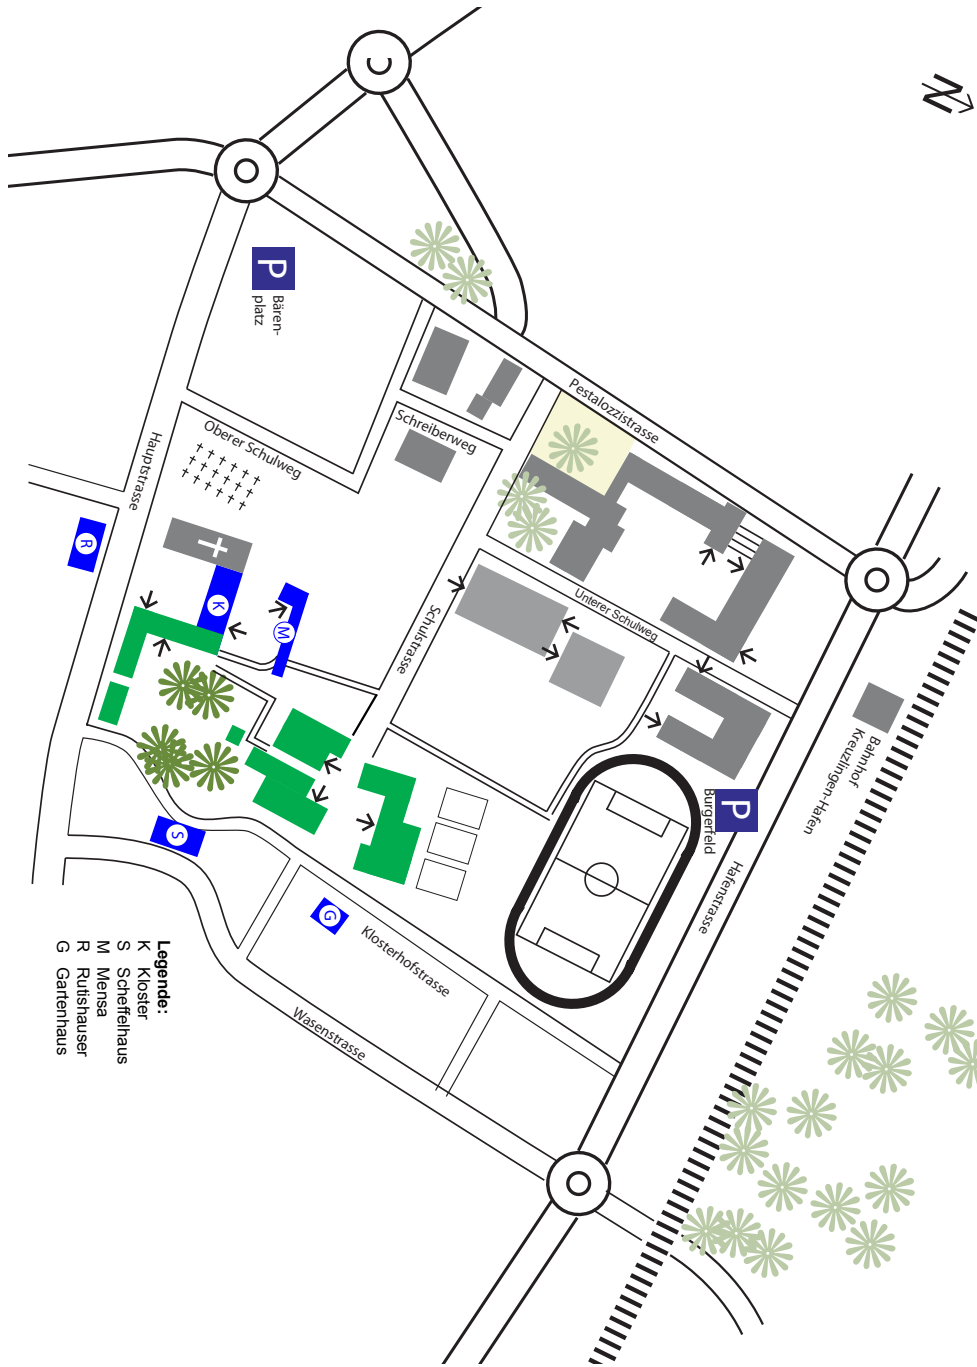 N
P
Bären-
platz
Pestalozzistrasse
Schreiberweg
Oberer Schulweg
Hauptstrasse
R
K
M
Schulstrasse
Unterer Schulweg
Bahnhof
Kreuzlingen-Hafen
P
Burgerfeld
Hafenstrasse
S
G
Klosterhofstrasse
Wasenstrasse
Legende:
K Kloster
S Scheffelhaus
M Mensa
R Rutishauser
G Gartenhaus